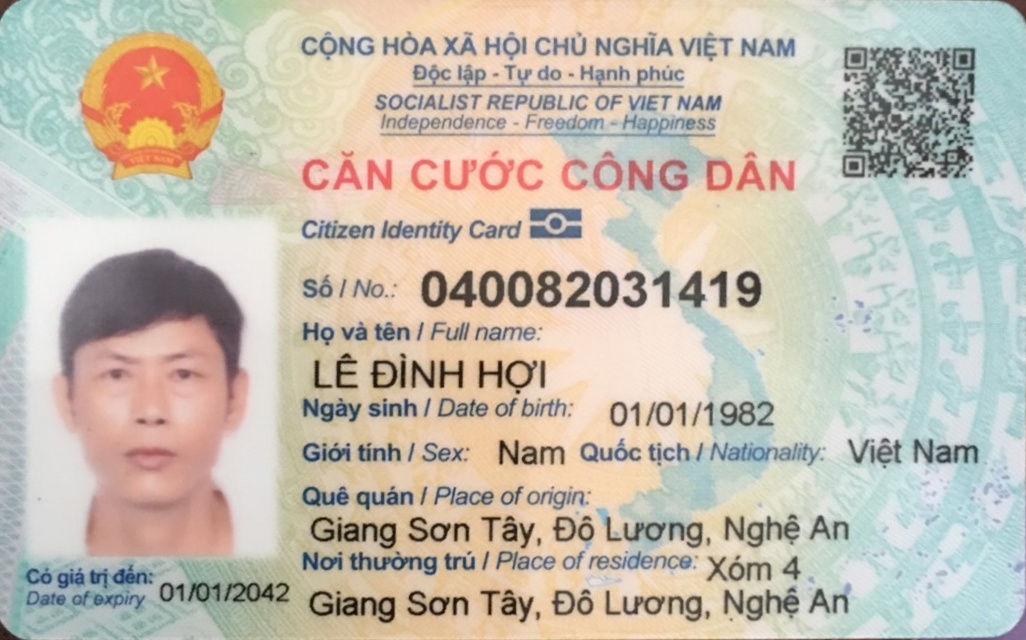 CỘNG HÒA XÃ HỘI CHỦ NGHĨA VIỆT NAM
Độc lập - Tự do - Hạnh phúc
SOCIALIST REPUBLIC OF VIET NAM
Independence - Freedom - Happiness
CĂN CƯỚC CÔNG DÂN
Citizen Identity Card
Số / No.: 040082031419
Họ và tên / Full name:
LÊ ĐÌNH HỢI
Ngày sinh / Date of birth: 01/01/1982
Giới tính / Sex: Nam Quốc tịch / Nationality: Việt Nam
Quê quán / Place of origin:
Giang Sơn Tây, Đô Lương, Nghệ An
Nơi thường trú / Place of residence: Xóm 4
Giang Sơn Tây, Đô Lương, Nghệ An
Có giá trị đến: 01/01/2042
Date of expiry
VIỆT NAM